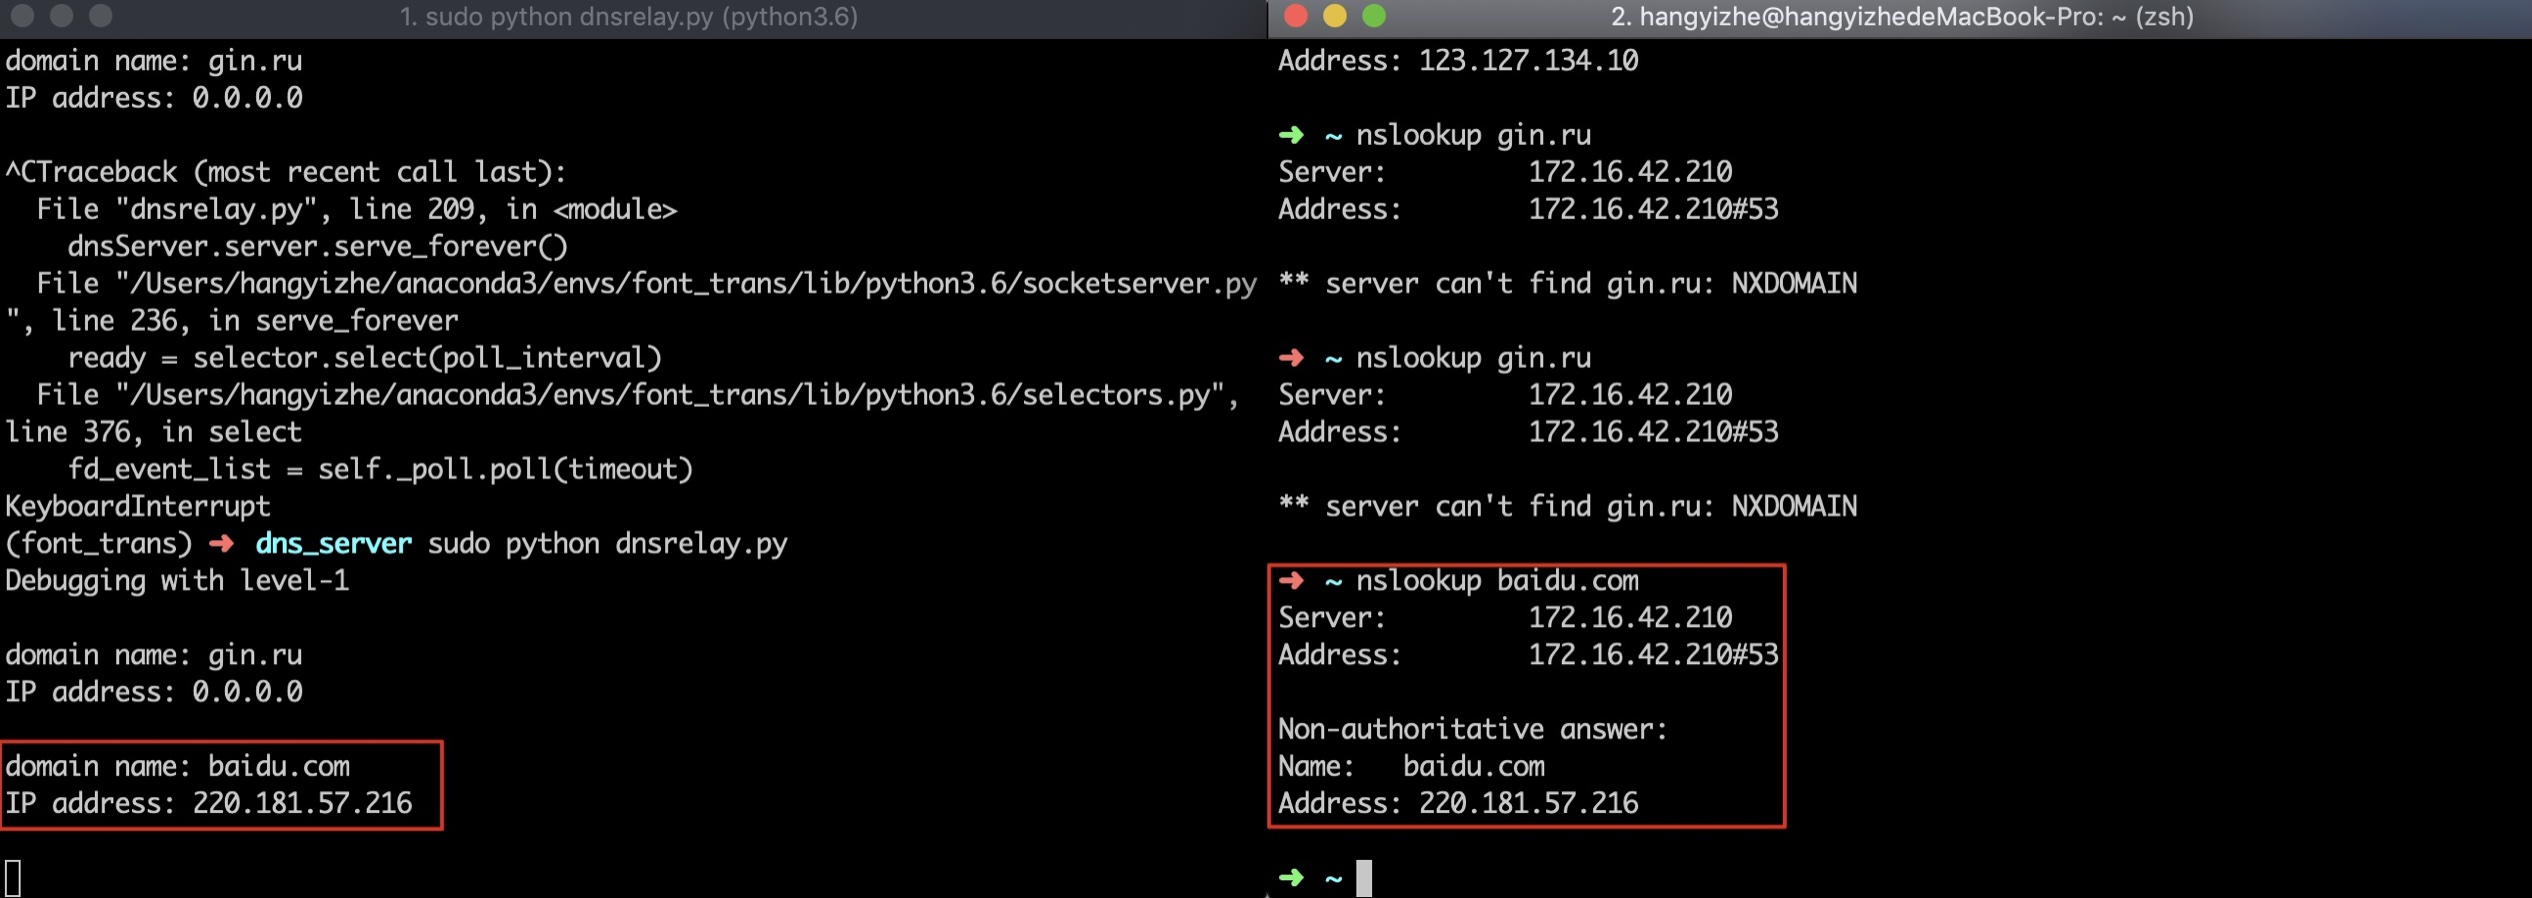 1. sudo python dnsrelay.py (python3.6)
domain name: gin.ru
IP address: 0.0.0.0
^CTraceback (most recent call last):
  File "dnsrelay.py", line 209, in <module>
    dnsServer.server.serve_forever()
  File "/Users/hangyizhe/anaconda3/envs/font_trans/lib/python3.6/socketserver.py
", line 236, in serve_forever
    ready = selector.select(poll_interval)
  File "/Users/hangyizhe/anaconda3/envs/font_trans/lib/python3.6/selectors.py",
line 376, in select
    fd_event_list = self._poll.poll(timeout)
KeyboardInterrupt
(font_trans) ➜ dns_server sudo python dnsrelay.py
Debugging with level-1
domain name: gin.ru
IP address: 0.0.0.0
domain name: baidu.com
IP address: 220.181.57.216
2. hangyizhe@hangyizhedeMacBook-Pro: ~ (zsh)
Address: 123.127.134.10
➜ ~ nslookup gin.ru
Server: 172.16.42.210
Address: 172.16.42.210#53
** server can't find gin.ru: NXDOMAIN
➜ ~ nslookup gin.ru
Server: 172.16.42.210
Address: 172.16.42.210#53
** server can't find gin.ru: NXDOMAIN
➜ ~ nslookup baidu.com
Server: 172.16.42.210
Address: 172.16.42.210#53
Non-authoritative answer:
Name: baidu.com
Address: 220.181.57.216
➜ ~